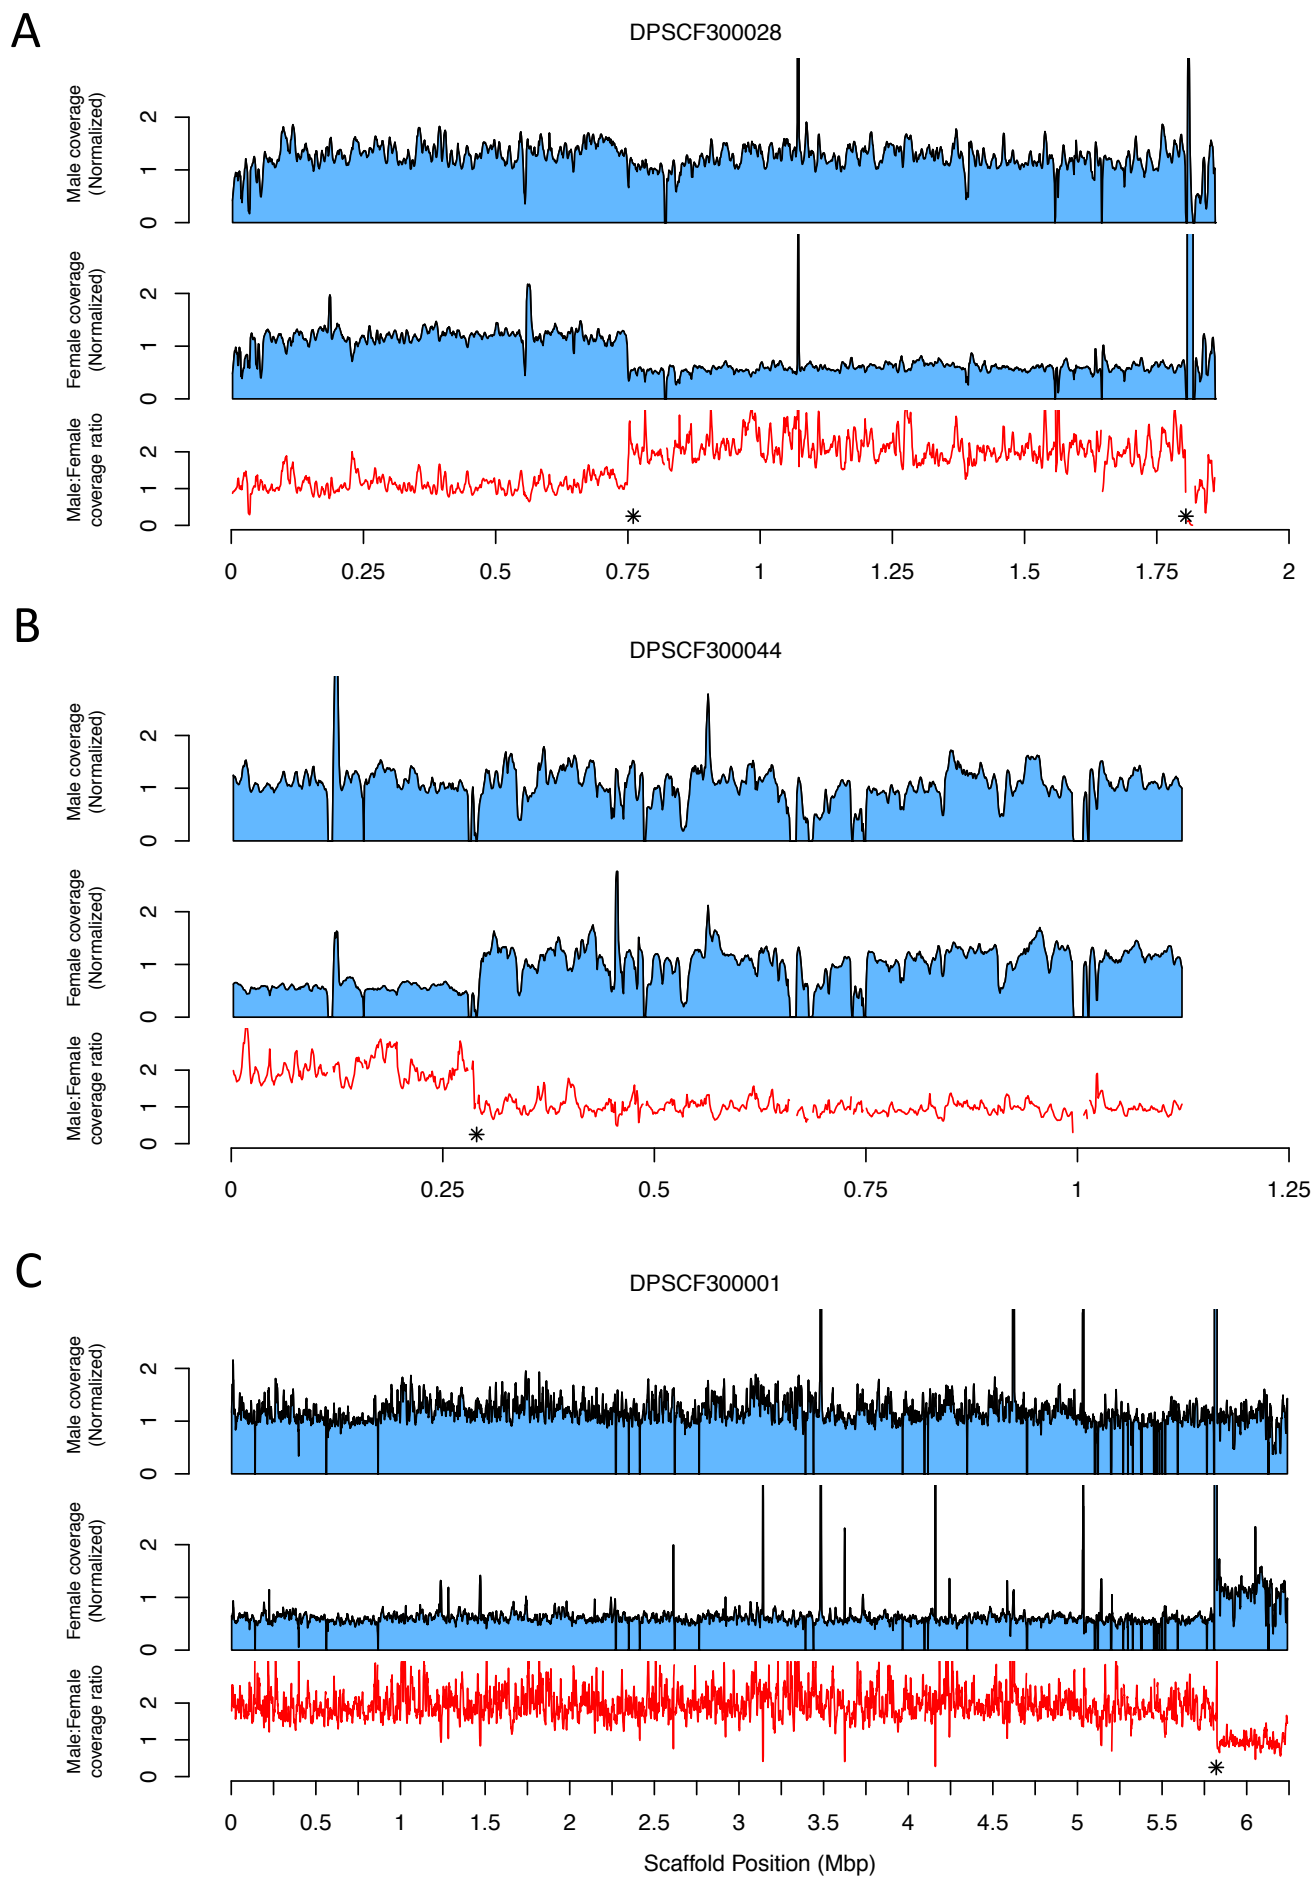 A
DPSCF300028
Male coverage
(Normalized)
0 1 2
Female coverage
(Normalized)
0 1 2
Male:Female
coverage ratio
0 1 2
*
*
0 0.25 0.5 0.75 1 1.25 1.5 1.75 2
B
DPSCF300044
Male coverage
(Normalized)
0 1 2
Female coverage
(Normalized)
0 1 2
Male:Female
coverage ratio
0 1 2
*
0 0.25 0.5 0.75 1 1.25
C
DPSCF300001
Male coverage
(Normalized)
0 1 2
Female coverage
(Normalized)
0 1 2
Male:Female
coverage ratio
0 1 2
*
0 0.5 1 1.5 2 2.5 3 3.5 4 4.5 5 5.5 6
Scaffold Position (Mbp)